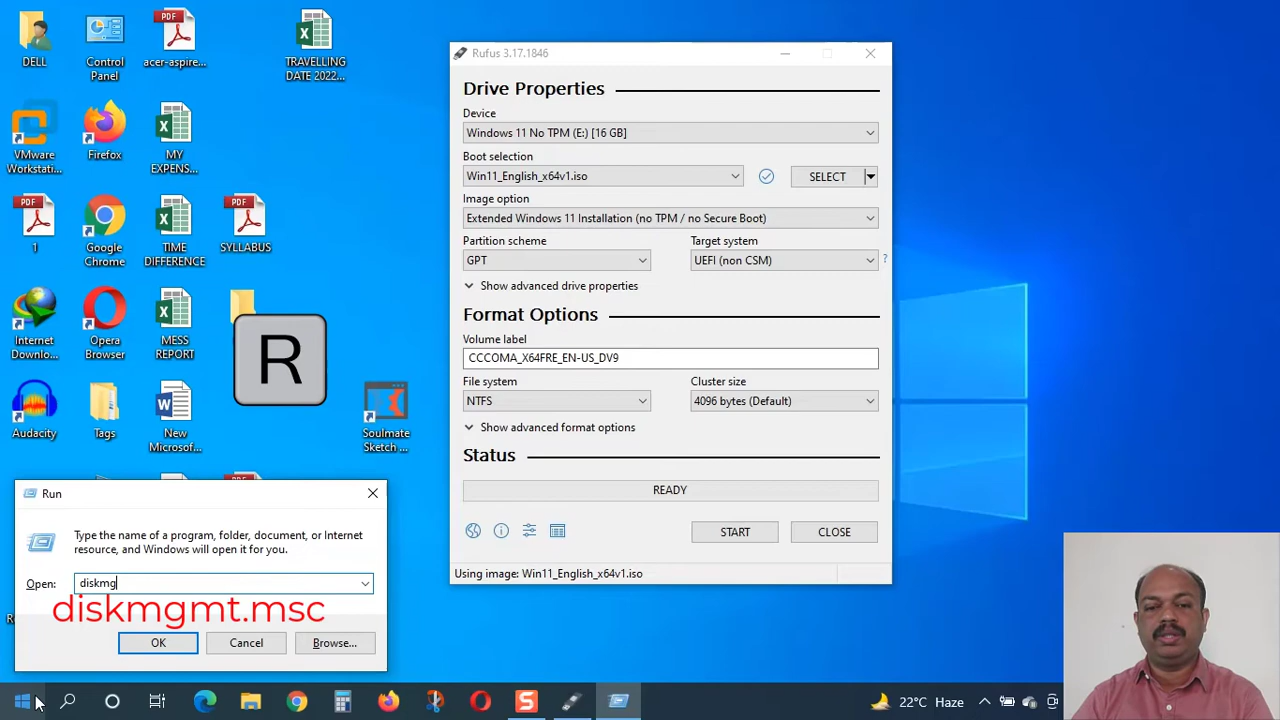 DELL
Control
Panel
PDF
acer-aspire...
TRAVELLING
DATE 2022...
VMware
Workstati...
Firefox
MY
EXPENS...
PDF
1
Google
Chrome
TIME
DIFFERENCE
PDF
SYLLABUS
Internet
Downlo...
Opera
Browser
MESS
REPORT
R
Audacity
Tags
New
Microsof...
Soulmate
Sketch ...
Rufus 3.17.1846
Drive Properties
Device
Windows 11 No TPM (E:) [16 GB]
Boot selection
Win11_English_x64v1.iso
SELECT
Image option
Extended Windows 11 Installation (no TPM / no Secure Boot)
Partition scheme
Target system
GPT
UEFI (non CSM)
?
Show advanced drive properties
Format Options
Volume label
CCCOMA_X64FRE_EN-US_DV9
File system
Cluster size
NTFS
4096 bytes (Default)
Show advanced format options
Status
READY
START
CLOSE
Using image: Win11_English_x64v1.iso
Run
Type the name of a program, folder, document, or Internet
resource, and Windows will open it for you.
Open:
diskmg
diskmgmt.msc
OK
Cancel
Browse...
S
22°C Haze